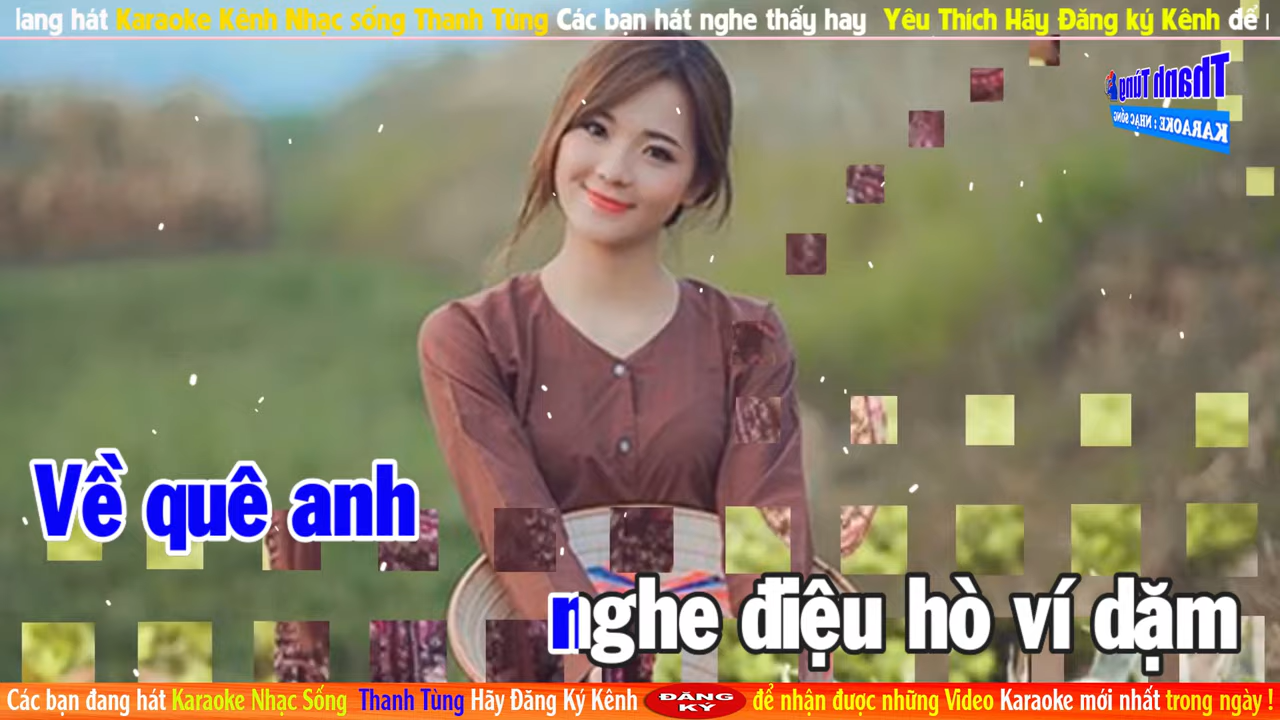 lang hát Karaoke Kênh Nhạc sống Thanh Tùng Các bạn hát nghe thấy hay Yêu Thích Hãy Đăng ký Kênh để
Thanh Tùng
KARAOKE : NHẠC SỐNG
Về quê anh
nghe điệu hò ví dặm
Các bạn đang hát Karaoke Nhạc Sống Thanh Tùng Hãy Đăng Ký Kênh ĐĂNG KÝ để nhận được những Video Karaoke mới nhất trong ngày !